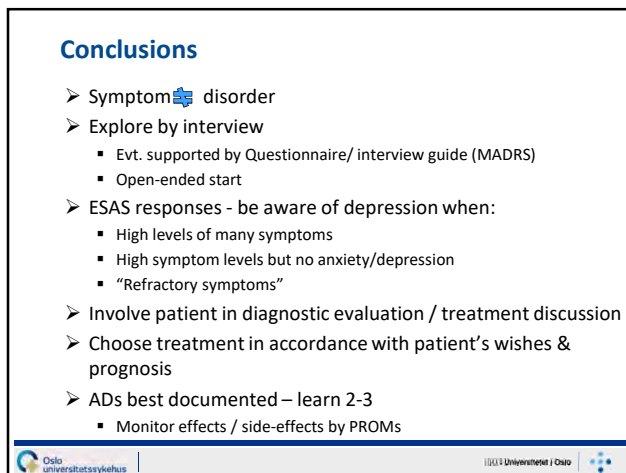 Conclusions
➢ Symptom ≠ disorder
➢ Explore by interview
▪ Evt. supported by Questionnaire/ interview guide (MADRS)
▪ Open-ended start
➢ ESAS responses - be aware of depression when:
▪ High levels of many symptoms
▪ High symptom levels but no anxiety/depression
▪ “Refractory symptoms”
➢ Involve patient in diagnostic evaluation / treatment discussion
➢ Choose treatment in accordance with patient’s wishes &
prognosis
➢ ADs best documented – learn 2-3
▪ Monitor effects / side-effects by PROMs
Oslo
universitetssykehus
Universitetet i Oslo